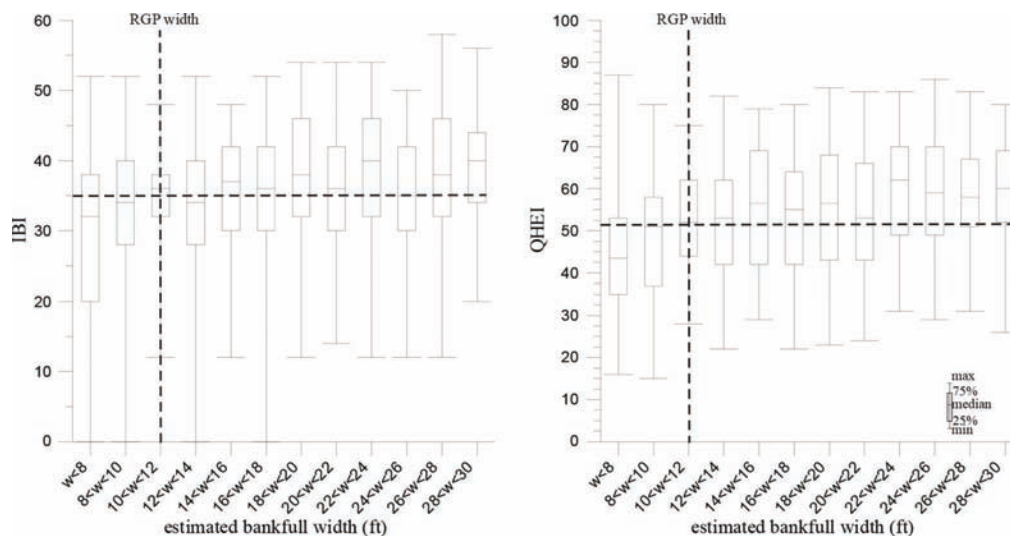 RGP width
60
50
40
30
20
10
0
IBI
w<8
8<w<10
10<w<12
12<w<14
14<w<16
16<w<18
18<w<20
20<w<22
22<w<24
24<w<26
26<w<28
28<w<30
estimated bankfull width (ft)
RGP width
100
90
80
70
60
50
40
30
20
10
0
QHEI
max
75%
median
25%
min
w<8
8<w<10
10<w<12
12<w<14
14<w<16
16<w<18
18<w<20
20<w<22
22<w<24
24<w<26
26<w<28
28<w<30
estimated bankfull width (ft)